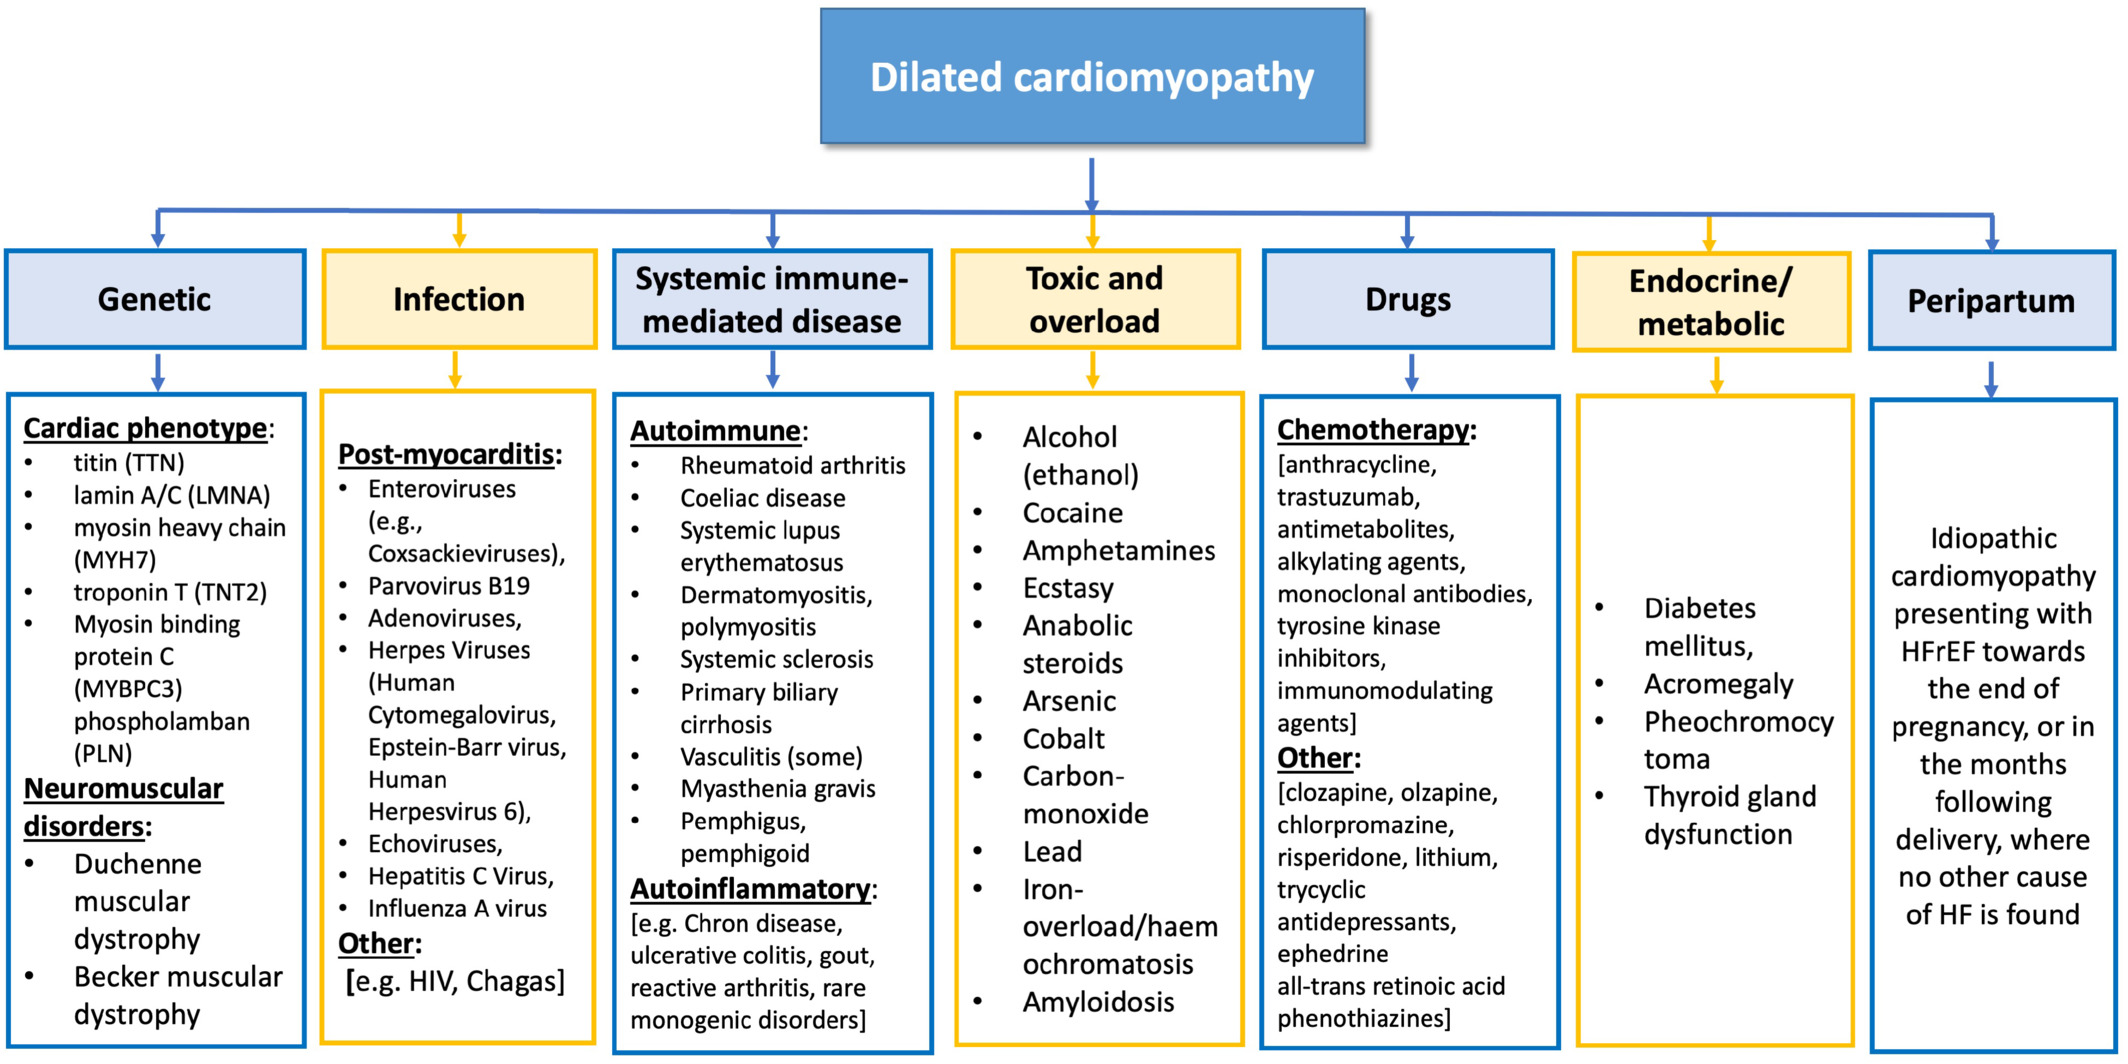 Dilated cardiomyopathy
Genetic
Cardiac phenotype:
• titin (TTN)
• lamin A/C (LMNA)
• myosin heavy chain
(MYH7)
• troponin T (TNT2)
• Myosin binding
protein C
(MYBPC3)
phospholamban
(PLN)
Neuromuscular
disorders:
• Duchenne
muscular
dystrophy
• Becker muscular
dystrophy
Infection
Post-myocarditis:
• Enteroviruses
(e.g.,
Coxsackieviruses),
• Parvovirus B19
• Adenoviruses,
• Herpes Viruses
(Human
Cytomegalovirus,
Epstein-Barr virus,
Human
Herpesvirus 6),
• Echoviruses,
• Hepatitis C Virus,
• Influenza A virus
Other:
[e.g. HIV, Chagas]
Systemic immune-
mediated disease
Autoimmune:
• Rheumatoid arthritis
• Coeliac disease
• Systemic lupus
erythematosus
• Dermatomyositis,
polymyositis
• Systemic sclerosis
• Primary biliary
cirrhosis
• Vasculitis (some)
• Myasthenia gravis
• Pemphigus,
pemphigoid
Autoinflammatory:
[e.g. Chron disease,
ulcerative colitis, gout,
reactive arthritis, rare
monogenic disorders]
Toxic and
overload
• Alcohol
(ethanol)
• Cocaine
• Amphetamines
• Ecstasy
• Anabolic
steroids
• Arsenic
• Cobalt
• Carbon-
monoxide
• Lead
• Iron-
overload/haem
ochromatosis
• Amyloidosis
Drugs
Chemotherapy:
[anthracycline,
trastuzumab,
antimetabolites,
alkylating agents,
monoclonal antibodies,
tyrosine kinase
inhibitors,
immunomodulating
agents]
Other:
[clozapine, olzapine,
chlorpromazine,
risperidone, lithium,
trycyclic
antidepressants,
ephedrine
all-trans retinoic acid
phenothiazines]
Endocrine/
metabolic
• Diabetes
mellitus,
• Acromegaly
• Pheochromocy
toma
• Thyroid gland
dysfunction
Peripartum
Idiopathic
cardiomyopathy
presenting with
HFrEF towards
the end of
pregnancy, or in
the months
following
delivery, where
no other cause
of HF is found